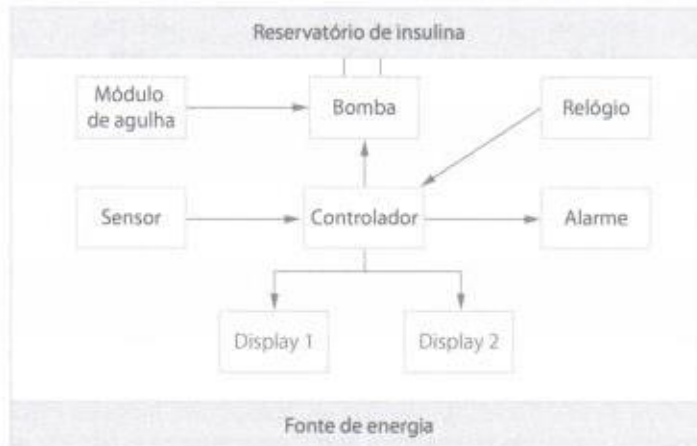 Reservatório de insulina
Módulo
de agulha
Bomba
Relógio
Sensor
Controlador
Alarme
Display 1
Display 2
Fonte de energia